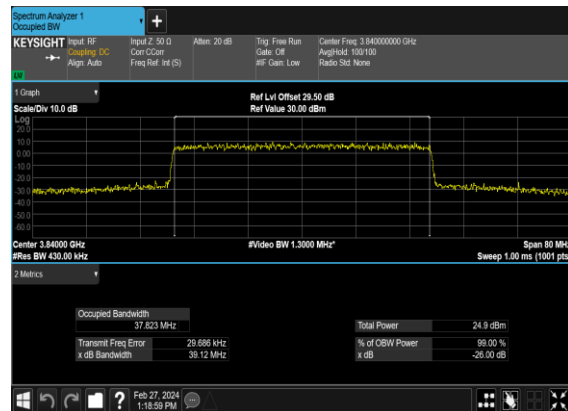 Spectrum Analyzer 1
Occupied BW
+
KEYSIGHT Input: RF Input Z: 50 Ω Atten: 20 dB Trig: Free Run Center Freq: 3.840000000 GHz
Coupling: DC Corr CCorr Gate: Off Avg|Hold: 100/100
Align: Auto Freq Ref: Int (S) #IF Gain: Low Radio Std: None
1 Graph
Ref Lvl Offset 29.50 dB
Scale/Div 10.0 dB Ref Value 30.00 dBm
Log
20.0
10.0
0.00
-10.0
-20.0
-30.0
-40.0
-50.0
-60.0
Center 3.84000 GHz #Video BW 1.3000 MHz* Span 80 MHz
#Res BW 430.00 kHz Sweep 1.00 ms (1001 pts
2 Metrics
Occupied Bandwidth
37.823 MHz Total Power 24.9 dBm
Transmit Freq Error 29.686 kHz % of OBW Power 99.00 %
x dB Bandwidth 39.12 MHz x dB -26.00 dB
? Feb 27, 2024
1:18:59 PM